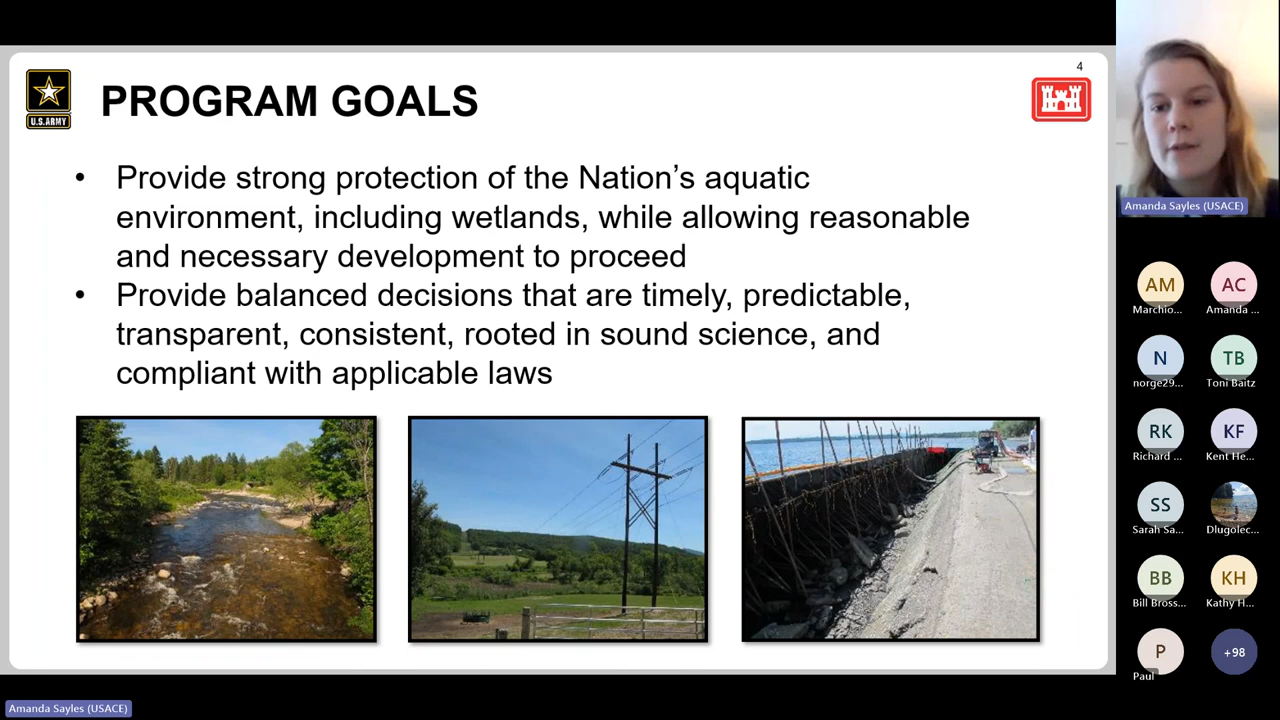 4
U.S.ARMY
PROGRAM GOALS
• Provide strong protection of the Nation’s aquatic
environment, including wetlands, while allowing reasonable
and necessary development to proceed
• Provide balanced decisions that are timely, predictable,
transparent, consistent, rooted in sound science, and
compliant with applicable laws
Amanda Sayles (USACE)
AM
Marchio...
AC
Amanda ...
N
norge29...
TB
Toni Baitz
RK
Richard ...
KF
Kent He...
SS
Sarah Sa...
Dlugolec...
BB
Bill Bross...
KH
Kathy H...
P
Paul
+98
Amanda Sayles (USACE)